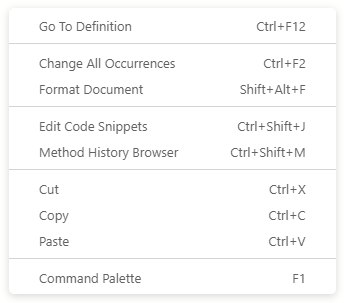 Go To Definition Ctrl+F12
Change All Occurrences Ctrl+F2
Format Document Shift+Alt+F
Edit Code Snippets Ctrl+Shift+J
Method History Browser Ctrl+Shift+M
Cut Ctrl+X
Copy Ctrl+C
Paste Ctrl+V
Command Palette F1